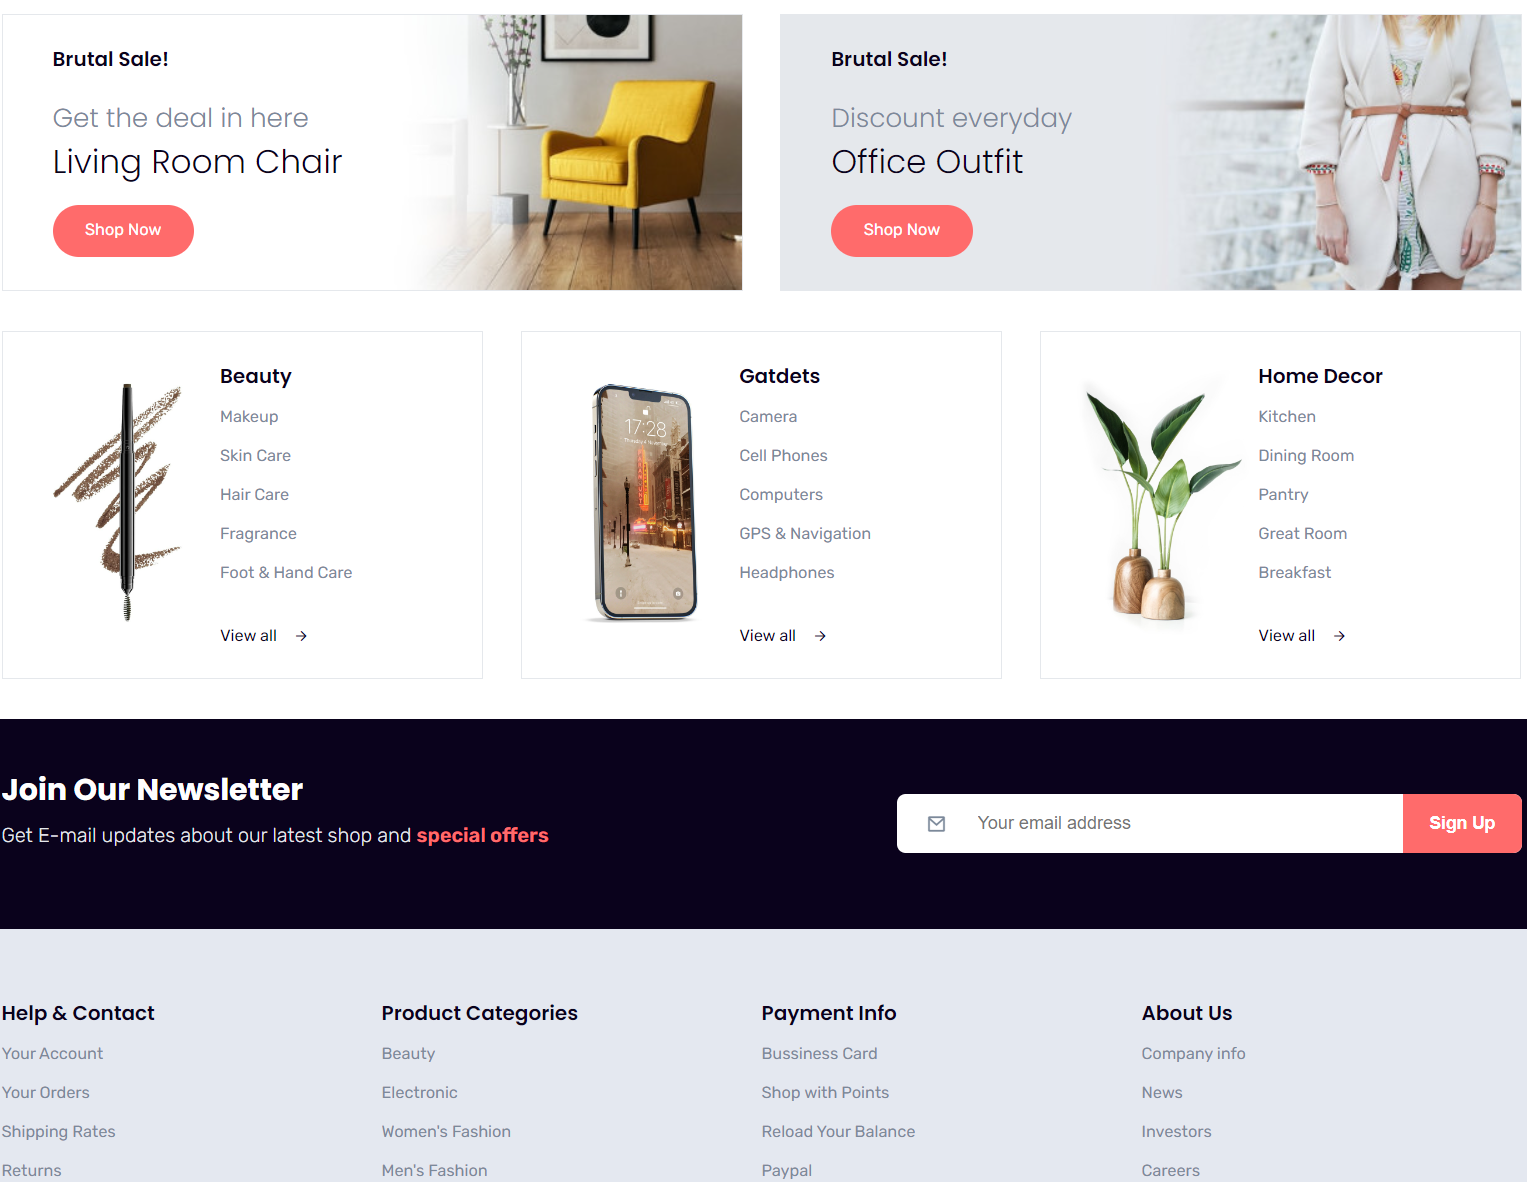 Brutal Sale!
Get the deal in here
Living Room Chair
Shop Now
Brutal Sale!
Discount everyday
Office Outfit
Shop Now
Beauty
Makeup
Skin Care
Hair Care
Fragrance
Foot & Hand Care
View all
17:28
Gatdets
Camera
Cell Phones
Computers
GPS & Navigation
Headphones
View all
Home Decor
Kitchen
Dining Room
Pantry
Great Room
Breakfast
View all
Join Our Newsletter
Get E-mail updates about our latest shop and special offers
Your email address
Sign Up
Help & Contact
Your Account
Your Orders
Shipping Rates
Returns
Product Categories
Beauty
Electronic
Women's Fashion
Men's Fashion
Payment Info
Bussiness Card
Shop with Points
Reload Your Balance
Paypal
About Us
Company info
News
Investors
Careers